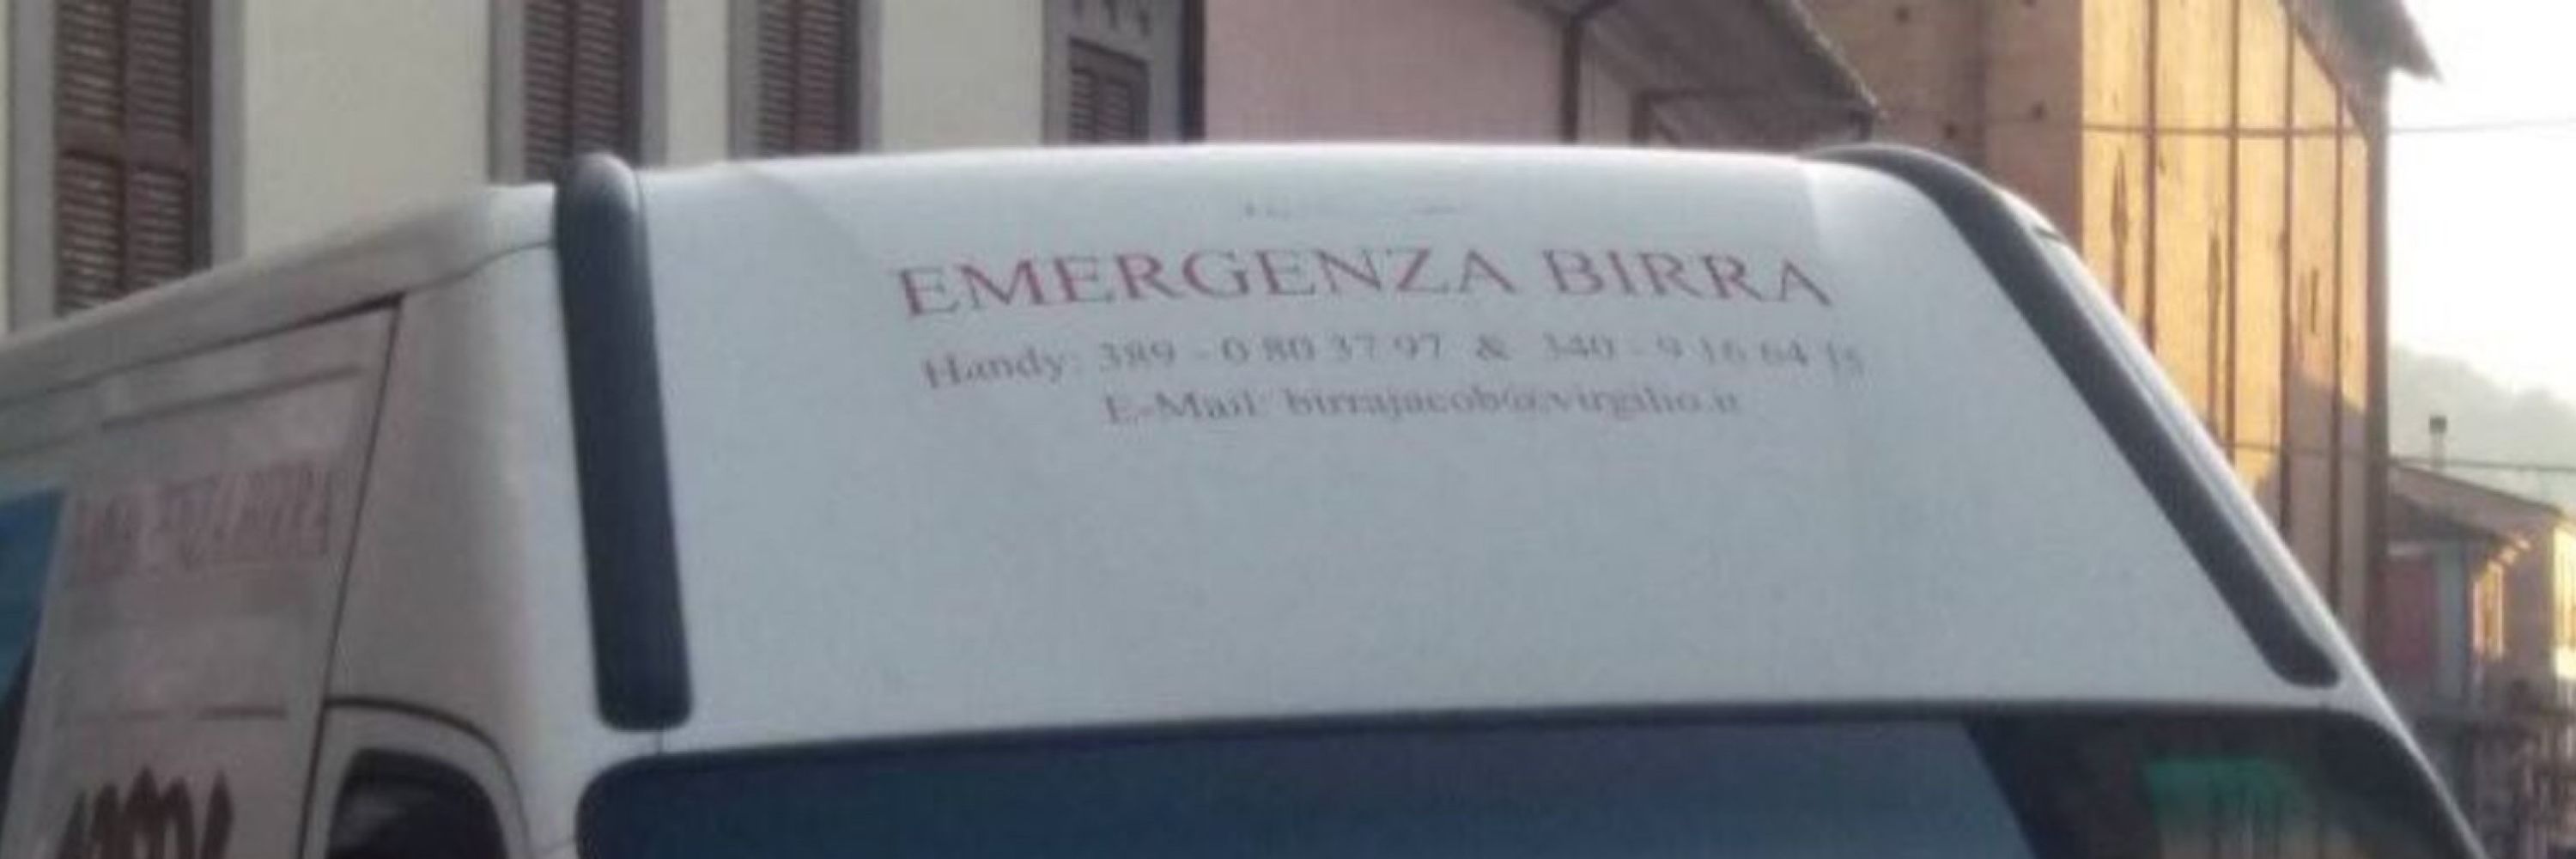 EMERGENZA BIRRA
Handy: 389 - 0 80 37 97 & 340 - 9 16 64 15
E-Mail: birrajacob@virgilio.it